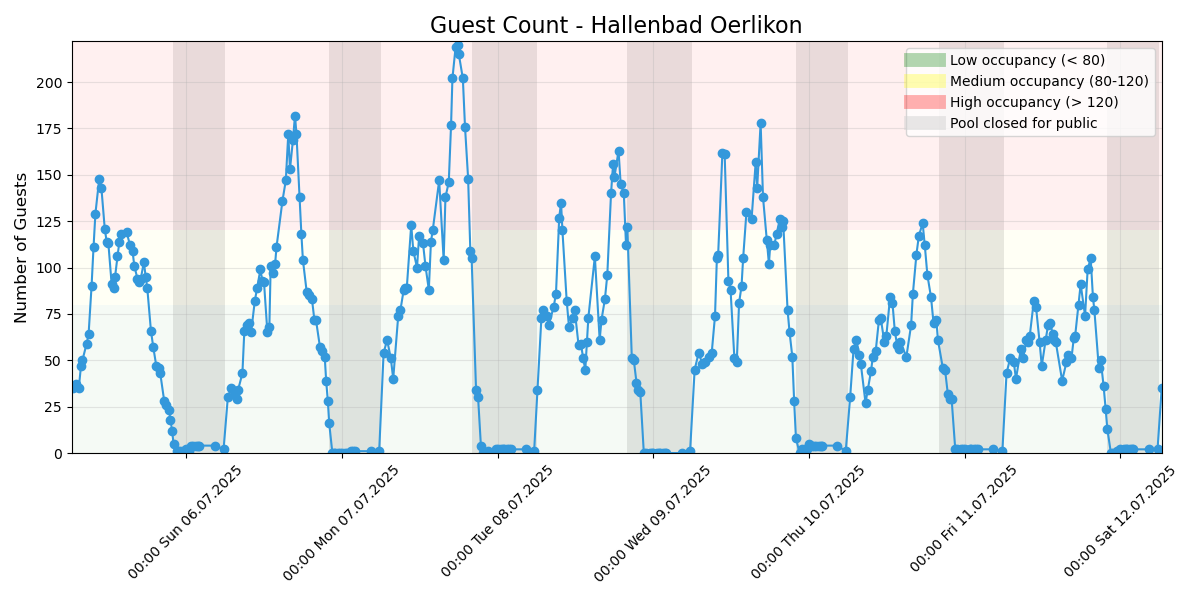 Guest Count - Hallenbad Oerlikon
Low occupancy (< 80)
Medium occupancy (80-120)
High occupancy (> 120)
Pool closed for public
Number of Guests
200
175
150
125
100
75
50
25
0
00:00 Sun 06.07.2025
00:00 Mon 07.07.2025
00:00 Tue 08.07.2025
00:00 Wed 09.07.2025
00:00 Thu 10.07.2025
00:00 Fri 11.07.2025
00:00 Sat 12.07.2025